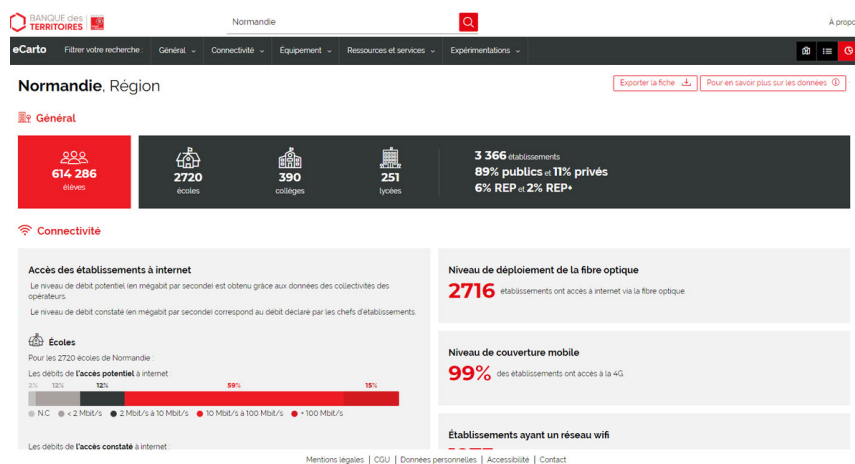 BANQUE des
TERRITOIRES
Normandie
À propo
eCarto Filtrer votre recherche : Général Connectivité Équipement Ressources et services Expérimentations
Normandie, Région
Exporter la fiche Pour en savoir plus sur les données
Général
614 286
élèves
2720
écoles
390
collèges
251
lycées
3 366 établissements
89% publics et 11% privés
6% REP et 2% REP+
Connectivité
Accès des établissements à internet
Le niveau de débit potentiel (en mégabit par seconde) est obtenu grâce aux données des collectivités des
opérateurs.
Le niveau de débit constaté (en mégabit par seconde) correspond au débit déclaré par les chefs d'établissements.
Écoles
Pour les 2720 écoles de Normandie :
Les débits de l'accès potentiel à internet :
2% 12% 12% 59% 15%
N.C < 2 Mbit/s 2 Mbit/s à 10 Mbit/s 10 Mbit/s à 100 Mbit/s + 100 Mbit/s
Les débits de l'accès constaté à internet :
Niveau de déploiement de la fibre optique
2716 établissements ont accès à internet via la fibre optique.
Niveau de couverture mobile
99% des établissements ont accès à la 4G.
Établissements ayant un réseau wifi
Mentions légales | CGU | Données personnelles | Accessibilité | Contact